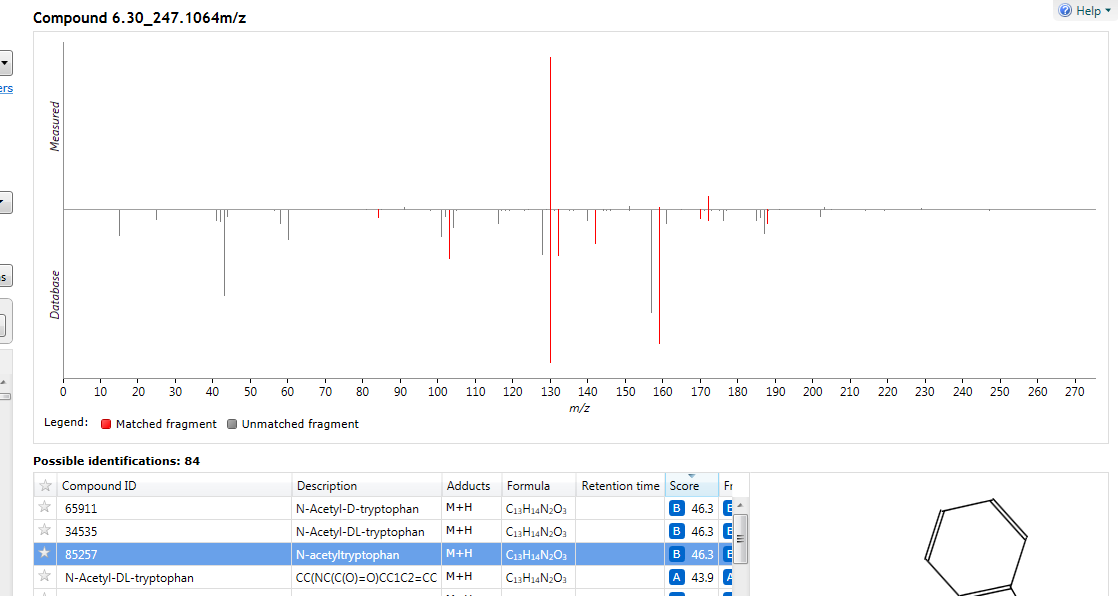 Compound 6.30_247.1064m/z
Help
ers
Measured
Database
s
0 10 20 30 40 50 60 70 80 90 100 110 120 130 140 150 160 170 180 190 200 210 220 230 240 250 260 270
m/z
Legend: Matched fragment Unmatched fragment
Possible identifications: 84
Compound ID Description Adducts Formula Retention time Score Fr
65911 N-Acetyl-D-tryptophan M+H C₁₃H₁₄N₂O₃ B 46.3 B
34535 N-Acetyl-DL-tryptophan M+H C₁₃H₁₄N₂O₃ B 46.3 B
85257 N-acetyltryptophan M+H C₁₃H₁₄N₂O₃ B 46.3 B
N-Acetyl-DL-tryptophan CC(NC(C(O)=O)CC1C2=CC M+H C₁₃H₁₄N₂O₃ A 43.9 A